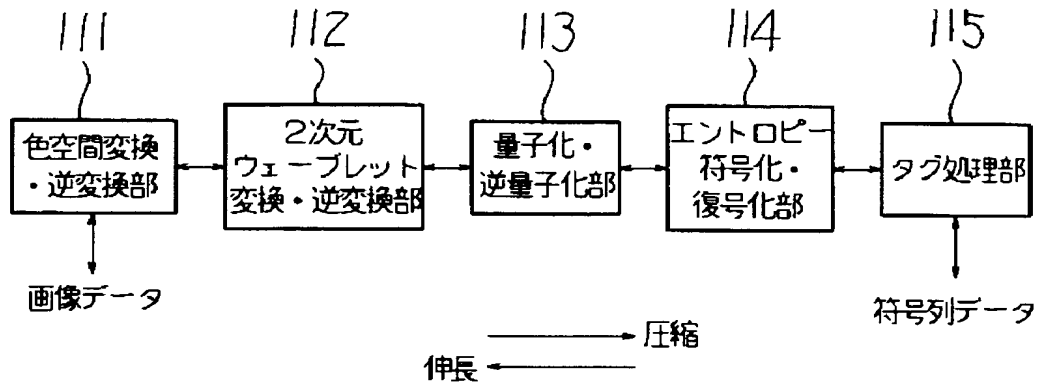 111
112
113
114
115
色空間変換
・逆変換部
2次元
ウェーブレット
変換・逆変換部
量子化・
逆量子化部
エントロピー
符号化・
復号化部
タグ処理部
画像データ
符号列データ
圧縮
伸長